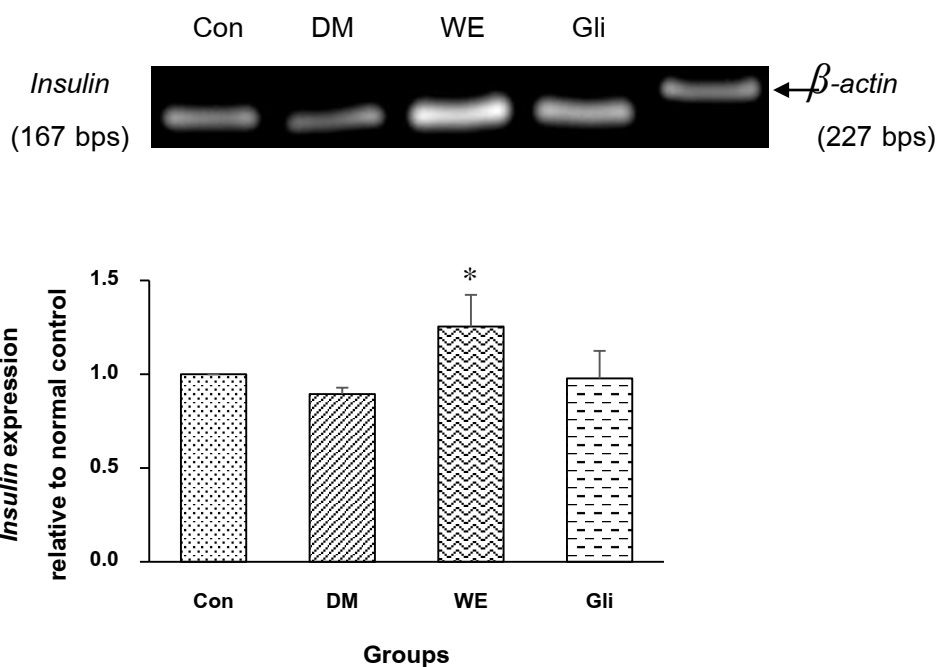 Con DM WE Gli
Insulin
(167 bps)
β-actin
(227 bps)
Insulin expression
relative to normal control
*
1.5
1.0
0.5
0.0
Con DM WE Gli
Groups